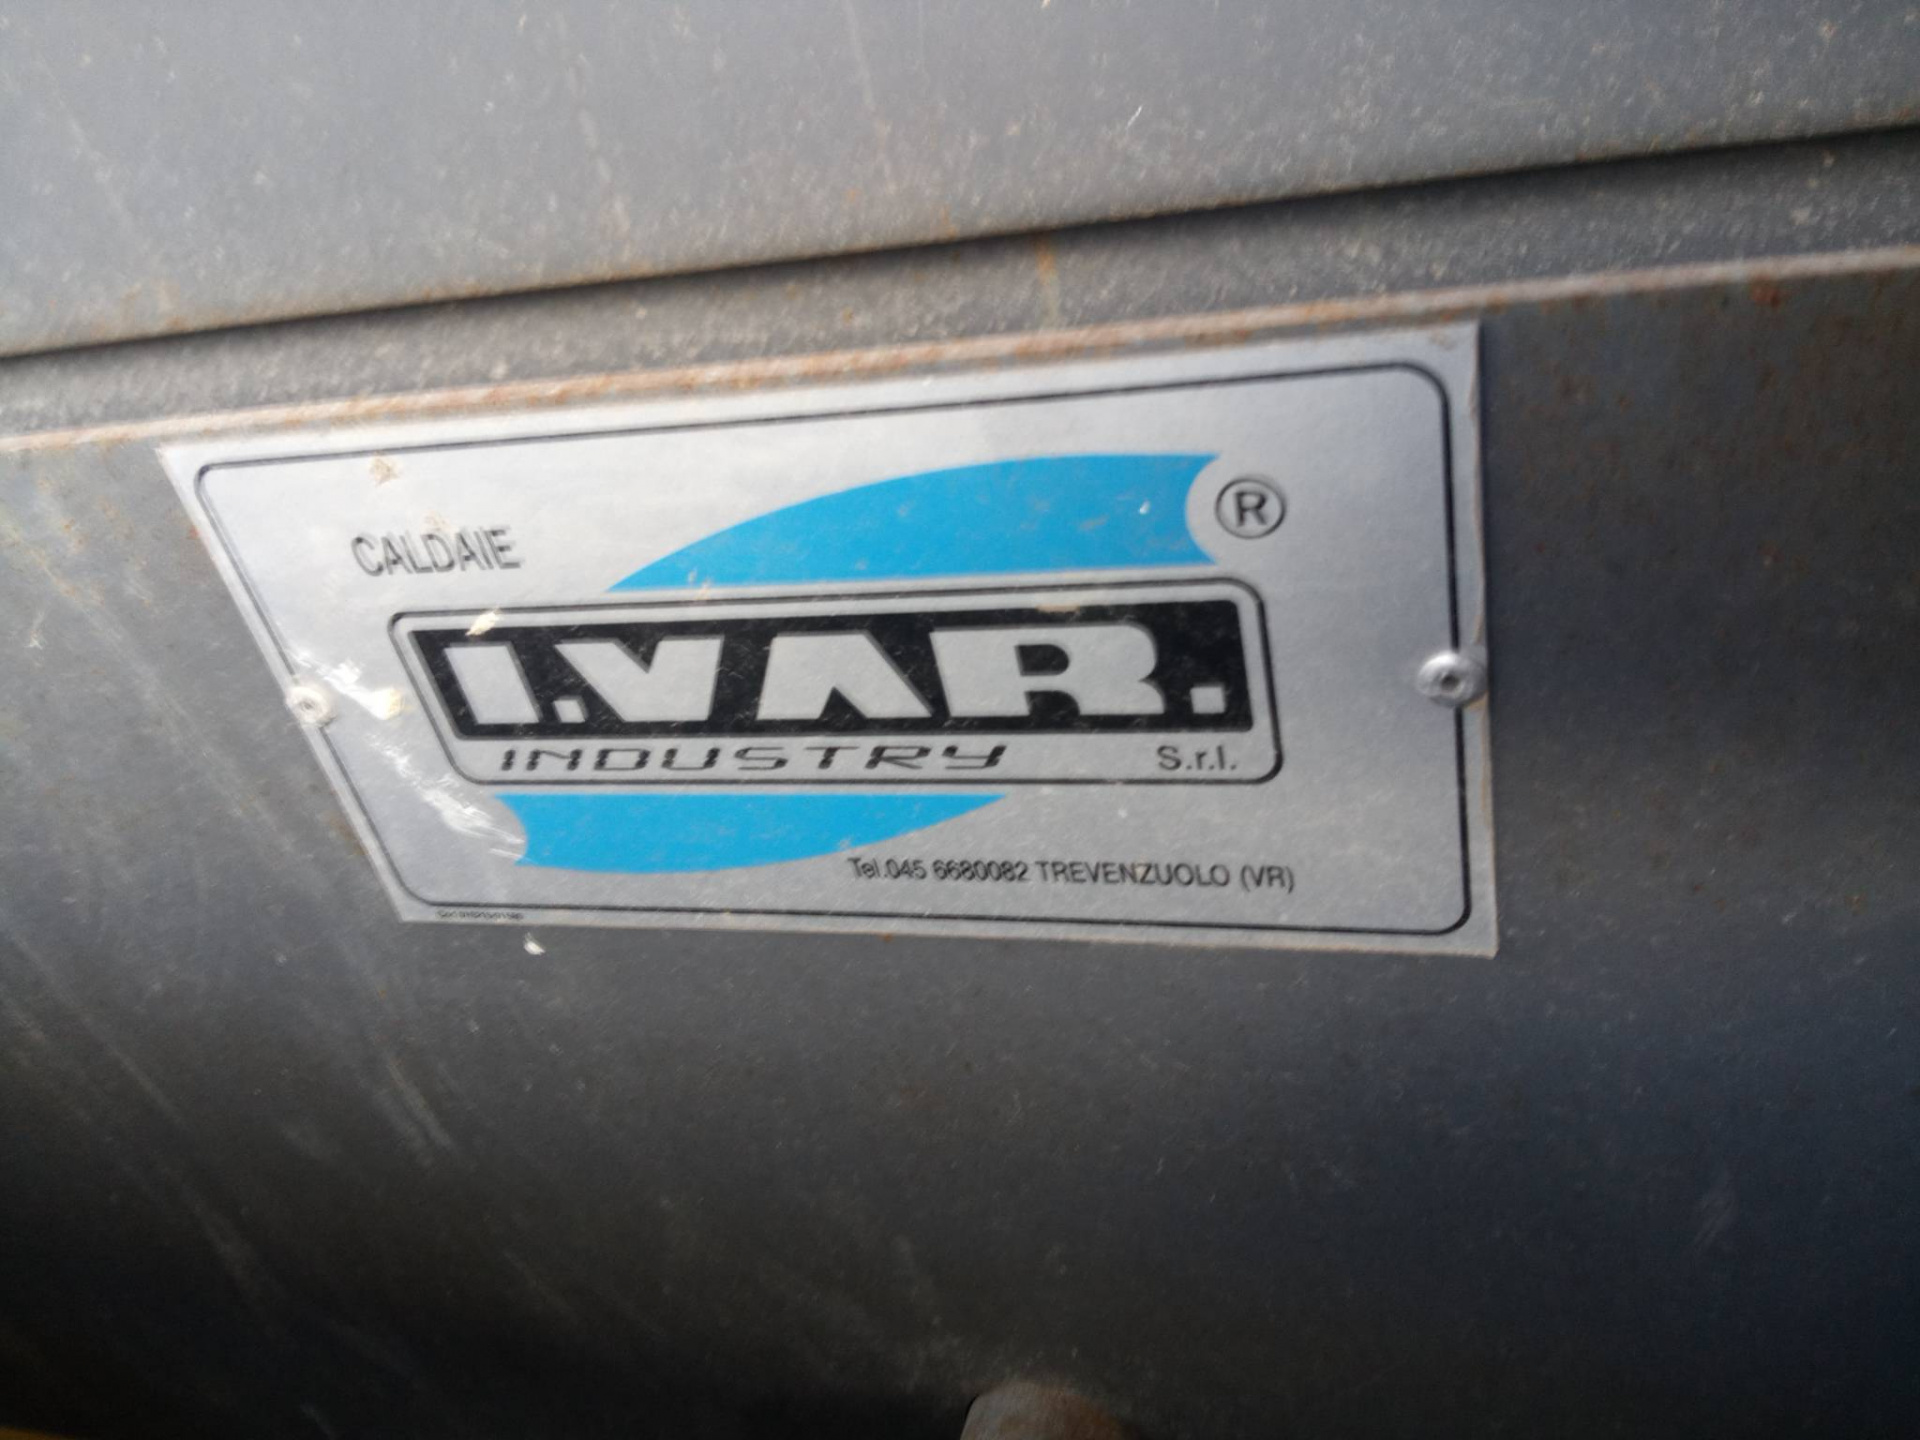 CALDAIE
®
I.VAR.
INDUSTRY S.r.l.
Tel.045 6680082 TREVENZUOLO (VR)